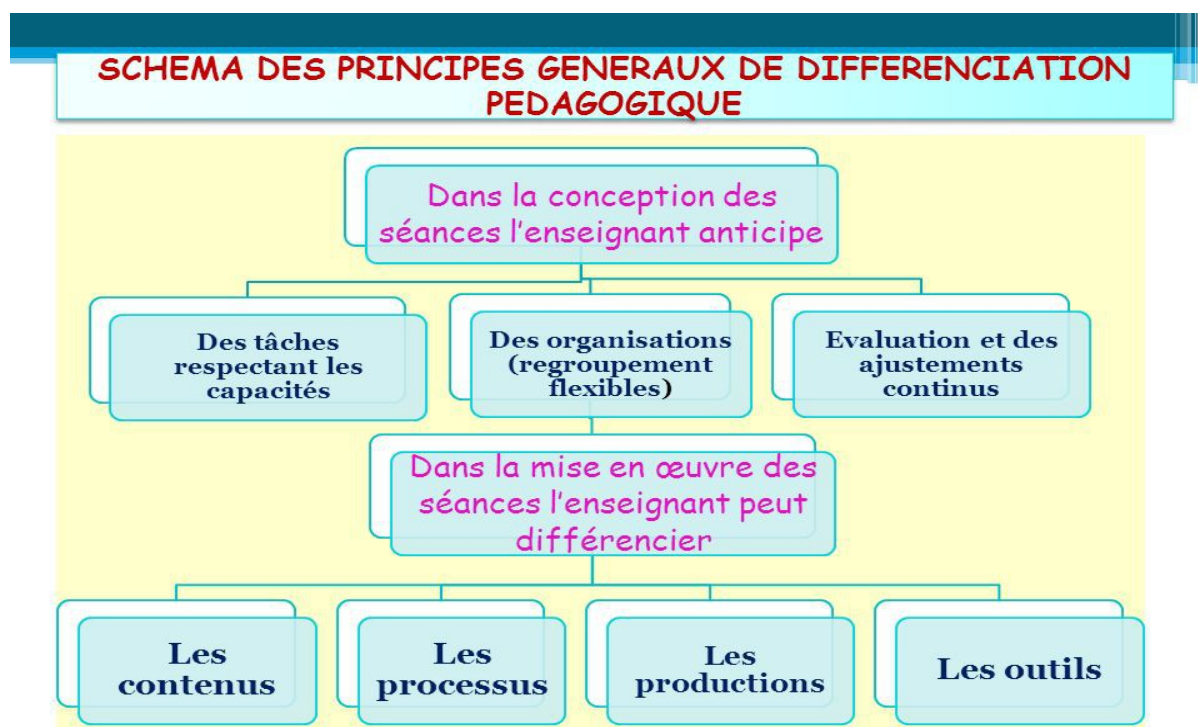 SCHEMA DES PRINCIPES GENERAUX DE DIFFERENCIATION
PEDAGOGIQUE
Dans la conception des
séances l'enseignant anticipe
Des tâches
respectant les
capacités
Des organisations
(regroupement
flexibles)
Evaluation et des
ajustements
continus
Dans la mise en œuvre des
séances l'enseignant peut
différencier
Les
contenus
Les
processus
Les
productions
Les outils